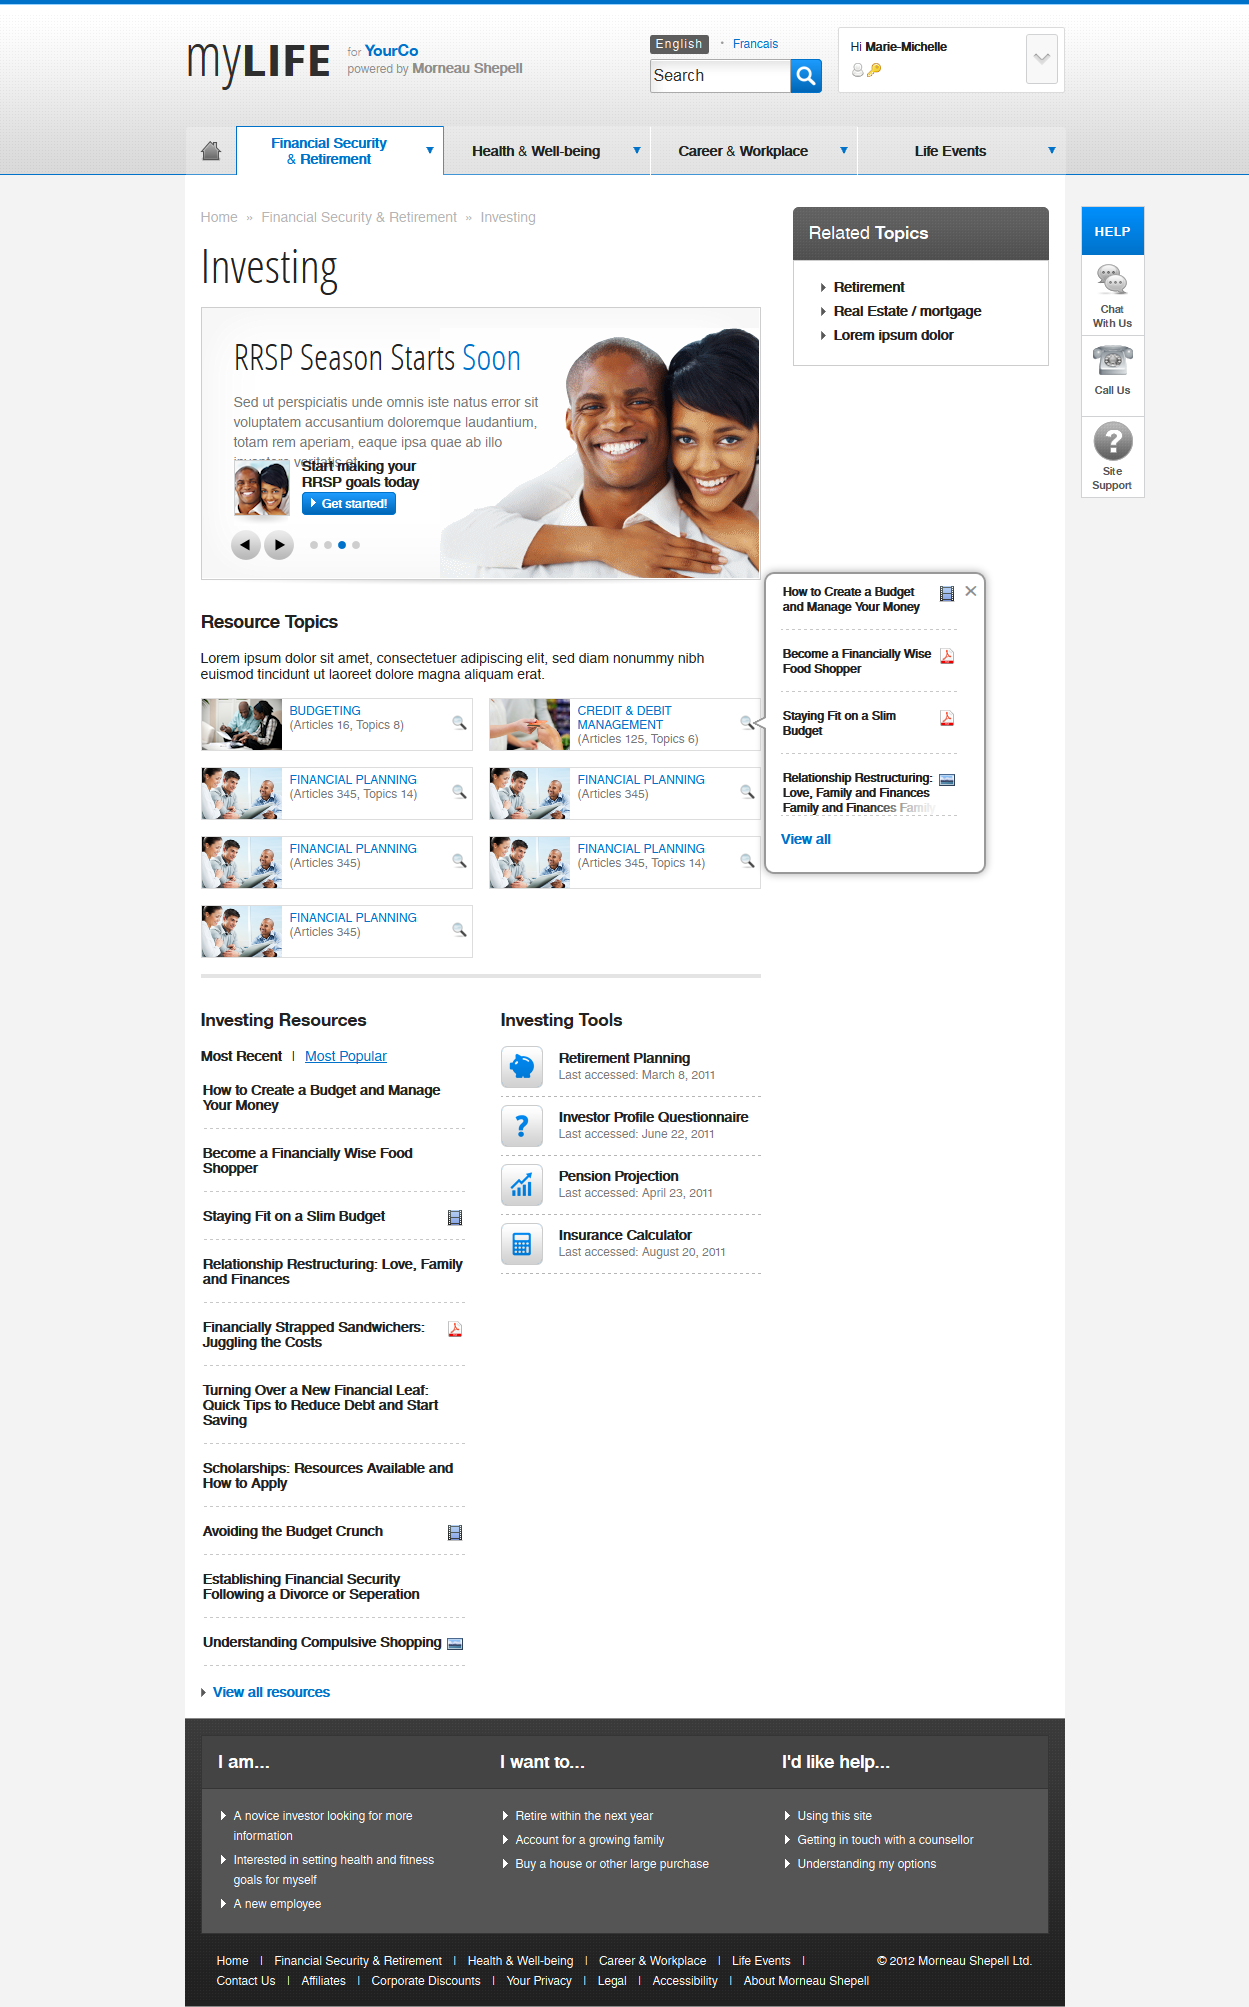 myLIFE for YourCo
powered by Morneau Shepell
English · Francais
Search
Hi Marie-Michelle
Financial Security
& Retirement
Health & Well-being
Career & Workplace
Life Events
Home » Financial Security & Retirement » Investing
Investing
RRSP Season Starts Soon
Sed ut perspiciatis unde omnis iste natus error sit
voluptatem accusantium doloremque laudantium,
totam rem aperiam, eaque ipsa quae ab illo
inventore veritatis et
Start making your
RRSP goals today
Get started!
Related Topics
Retirement
Real Estate / mortgage
Lorem ipsum dolor
HELP
Chat
With Us
Call Us
Site
Support
Resource Topics
Lorem ipsum dolor sit amet, consectetuer adipiscing elit, sed diam nonummy nibh
euismod tincidunt ut laoreet dolore magna aliquam erat.
BUDGETING
(Articles 16, Topics 8)
CREDIT & DEBIT
MANAGEMENT
(Articles 125, Topics 6)
FINANCIAL PLANNING
(Articles 345, Topics 14)
FINANCIAL PLANNING
(Articles 345)
FINANCIAL PLANNING
(Articles 345)
FINANCIAL PLANNING
(Articles 345, Topics 14)
FINANCIAL PLANNING
(Articles 345)
How to Create a Budget
and Manage Your Money
Become a Financially Wise
Food Shopper
Staying Fit on a Slim
Budget
Relationship Restructuring:
Love, Family and Finances
Family and Finances Family
View all
Investing Resources
Most Recent | Most Popular
How to Create a Budget and Manage
Your Money
Become a Financially Wise Food
Shopper
Staying Fit on a Slim Budget
Relationship Restructuring: Love, Family
and Finances
Financially Strapped Sandwichers:
Juggling the Costs
Turning Over a New Financial Leaf:
Quick Tips to Reduce Debt and Start
Saving
Scholarships: Resources Available and
How to Apply
Avoiding the Budget Crunch
Establishing Financial Security
Following a Divorce or Seperation
Understanding Compulsive Shopping
View all resources
Investing Tools
Retirement Planning
Last accessed: March 8, 2011
Investor Profile Questionnaire
Last accessed: June 22, 2011
Pension Projection
Last accessed: April 23, 2011
Insurance Calculator
Last accessed: August 20, 2011
I am...
A novice investor looking for more
information
Interested in setting health and fitness
goals for myself
A new employee
I want to...
Retire within the next year
Account for a growing family
Buy a house or other large purchase
I'd like help...
Using this site
Getting in touch with a counsellor
Understanding my options
Home | Financial Security & Retirement | Health & Well-being | Career & Workplace | Life Events |
Contact Us | Affiliates | Corporate Discounts | Your Privacy | Legal | Accessibility | About Morneau Shepell
© 2012 Morneau Shepell Ltd.